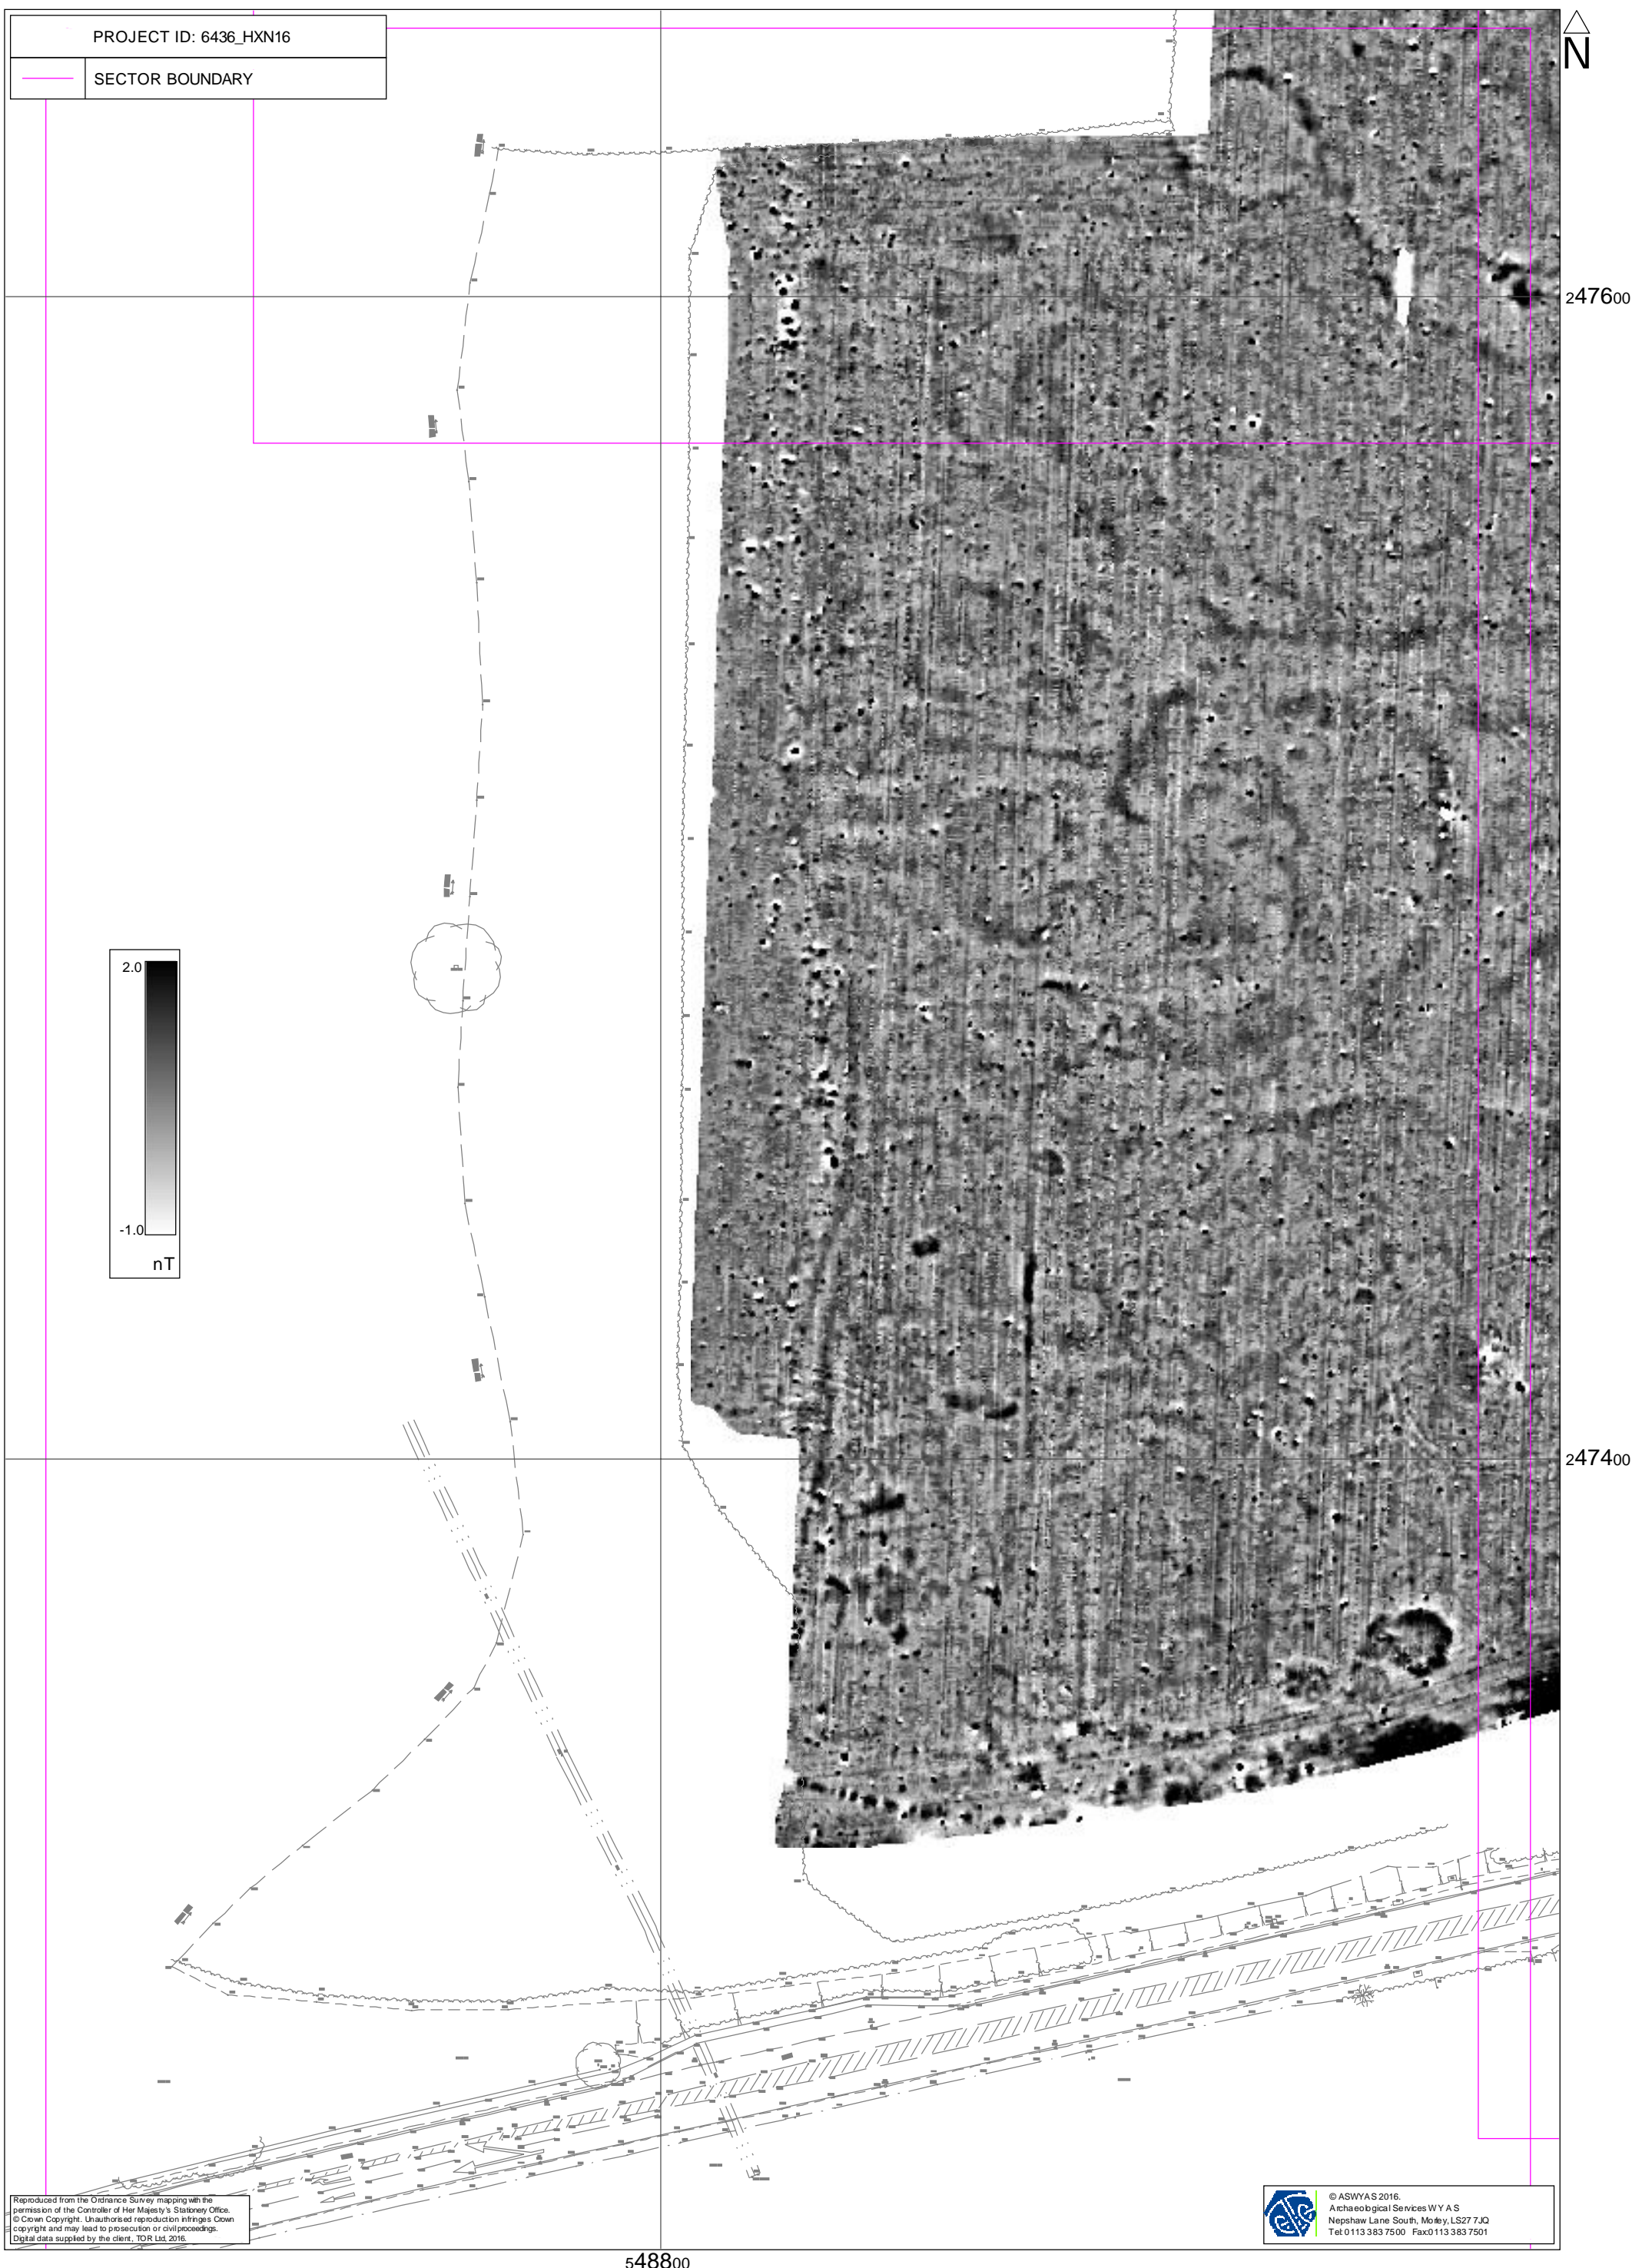 PROJECT ID: 6436_HXN16
SECTOR BOUNDARY
N
247600
2.0
-1.0
nT
247400
Reproduced from the Ordnance Survey mapping with the
permission of the Controller of Her Majesty's Stationery Office.
© Crown Copyright. Unauthorised reproduction infringes Crown
copyright and may lead to prosecution or civil proceedings.
Digital data supplied by the client, TOR Ltd, 2016.
© ASWYAS 2016.
Archaeological Services WYAS
Nepshaw Lane South, Morley, LS27 7JQ
Tel: 0113 383 7500 Fax: 0113 383 7501
548800